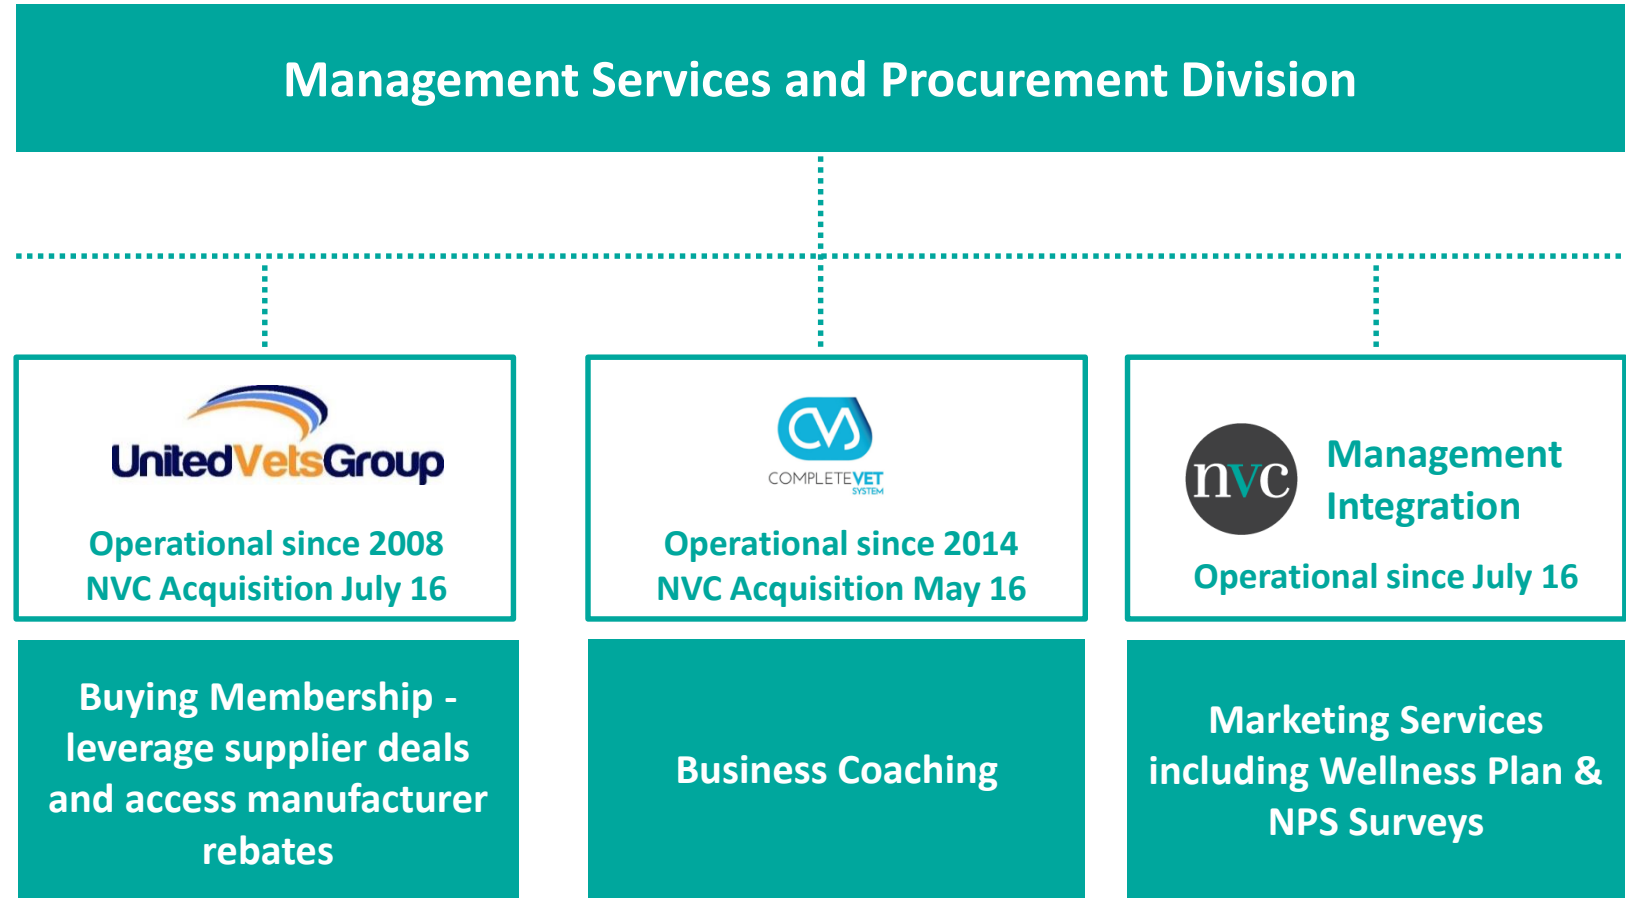 Management Services and Procurement Division
UnitedVetsGroup
Operational since 2008
NVC Acquisition July 16
CVS
COMPLETEVET
SYSTEM
Operational since 2014
NVC Acquisition May 16
nvc
Management
Integration
Operational since July 16
Buying Membership -
leverage supplier deals
and access manufacturer
rebates
Business Coaching
Marketing Services
including Wellness Plan &
NPS Surveys